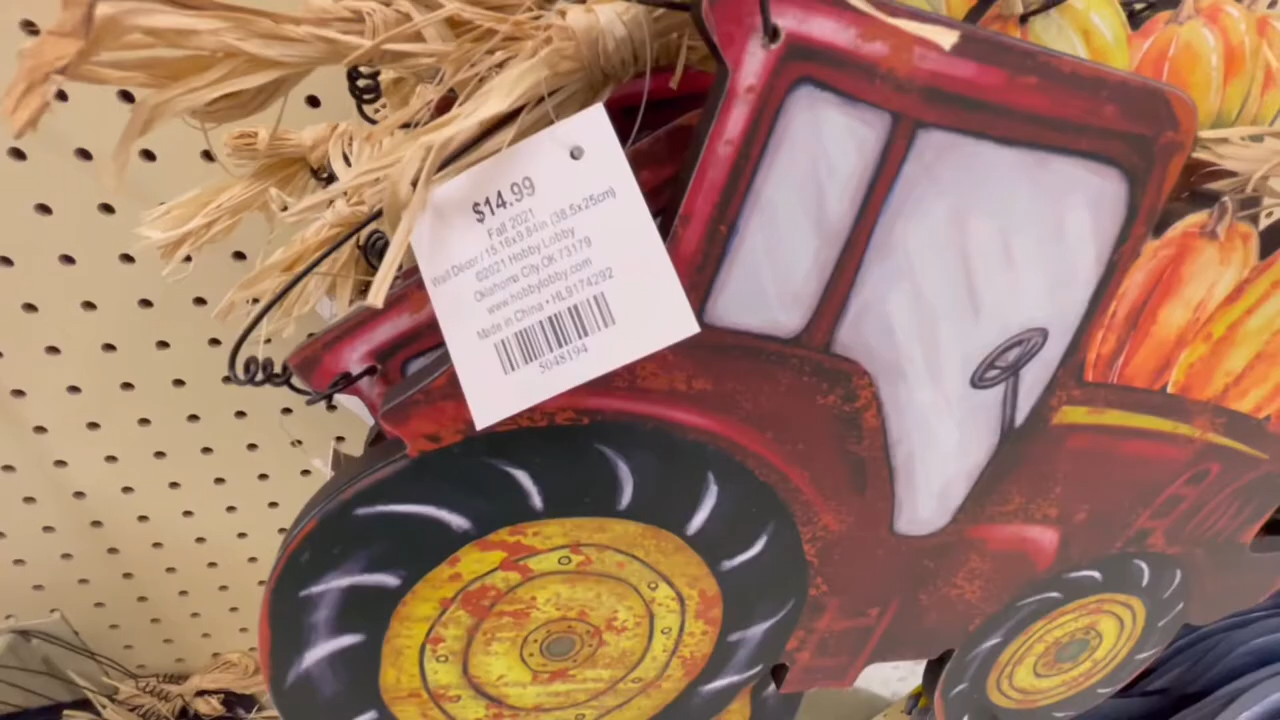 $14.99
Fall 2021
Wall Décor / 15.16x9.84in (38.5x25cm)
©2021 Hobby Lobby
Oklahoma City, OK 73179
www.hobbylobby.com
Made in China • HL9174292
5048194